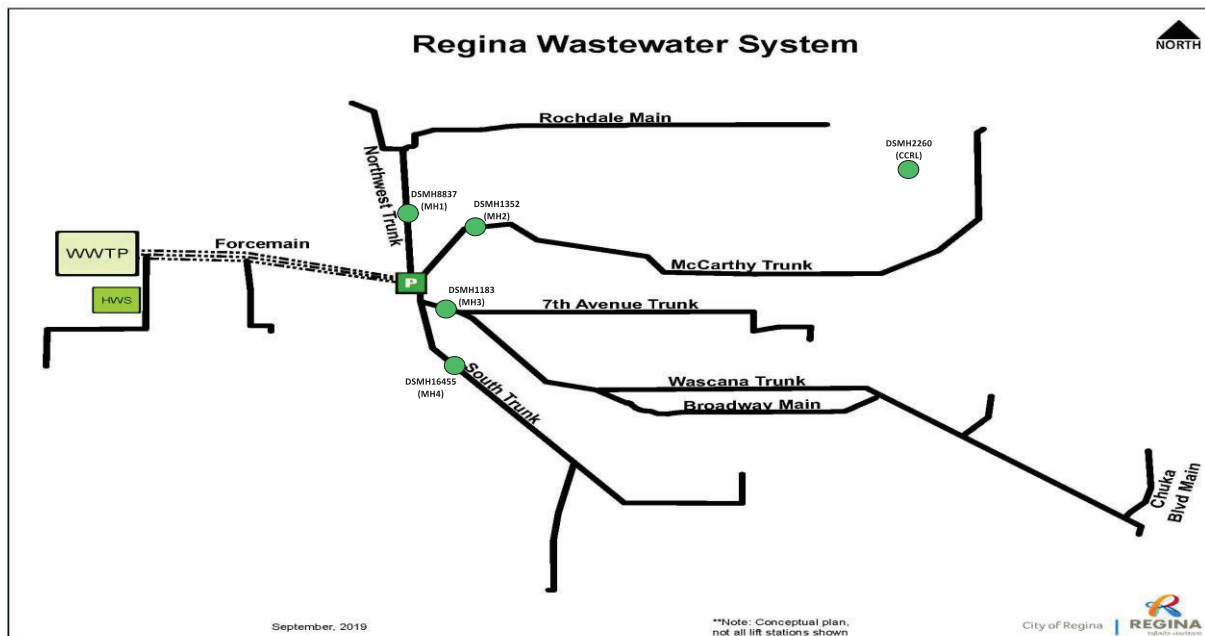 Regina Wastewater System
NORTH
Rochdale Main
DSMH2260
(CCRL)
Northwest Trunk
DSMH8837
(MH1)
DSMH1352
(MH2)
Forcemain
WWTP
McCarthy Trunk
P
HWS
DSMH1183
(MH3)
7th Avenue Trunk
DSMH16455
(MH4)
South Trunk
Wascana Trunk
Broadway Main
Chuka
Blvd Main
September, 2019
**Note: Conceptual plan,
not all lift stations shown
City of Regina
REGINA
Infinite Horizons